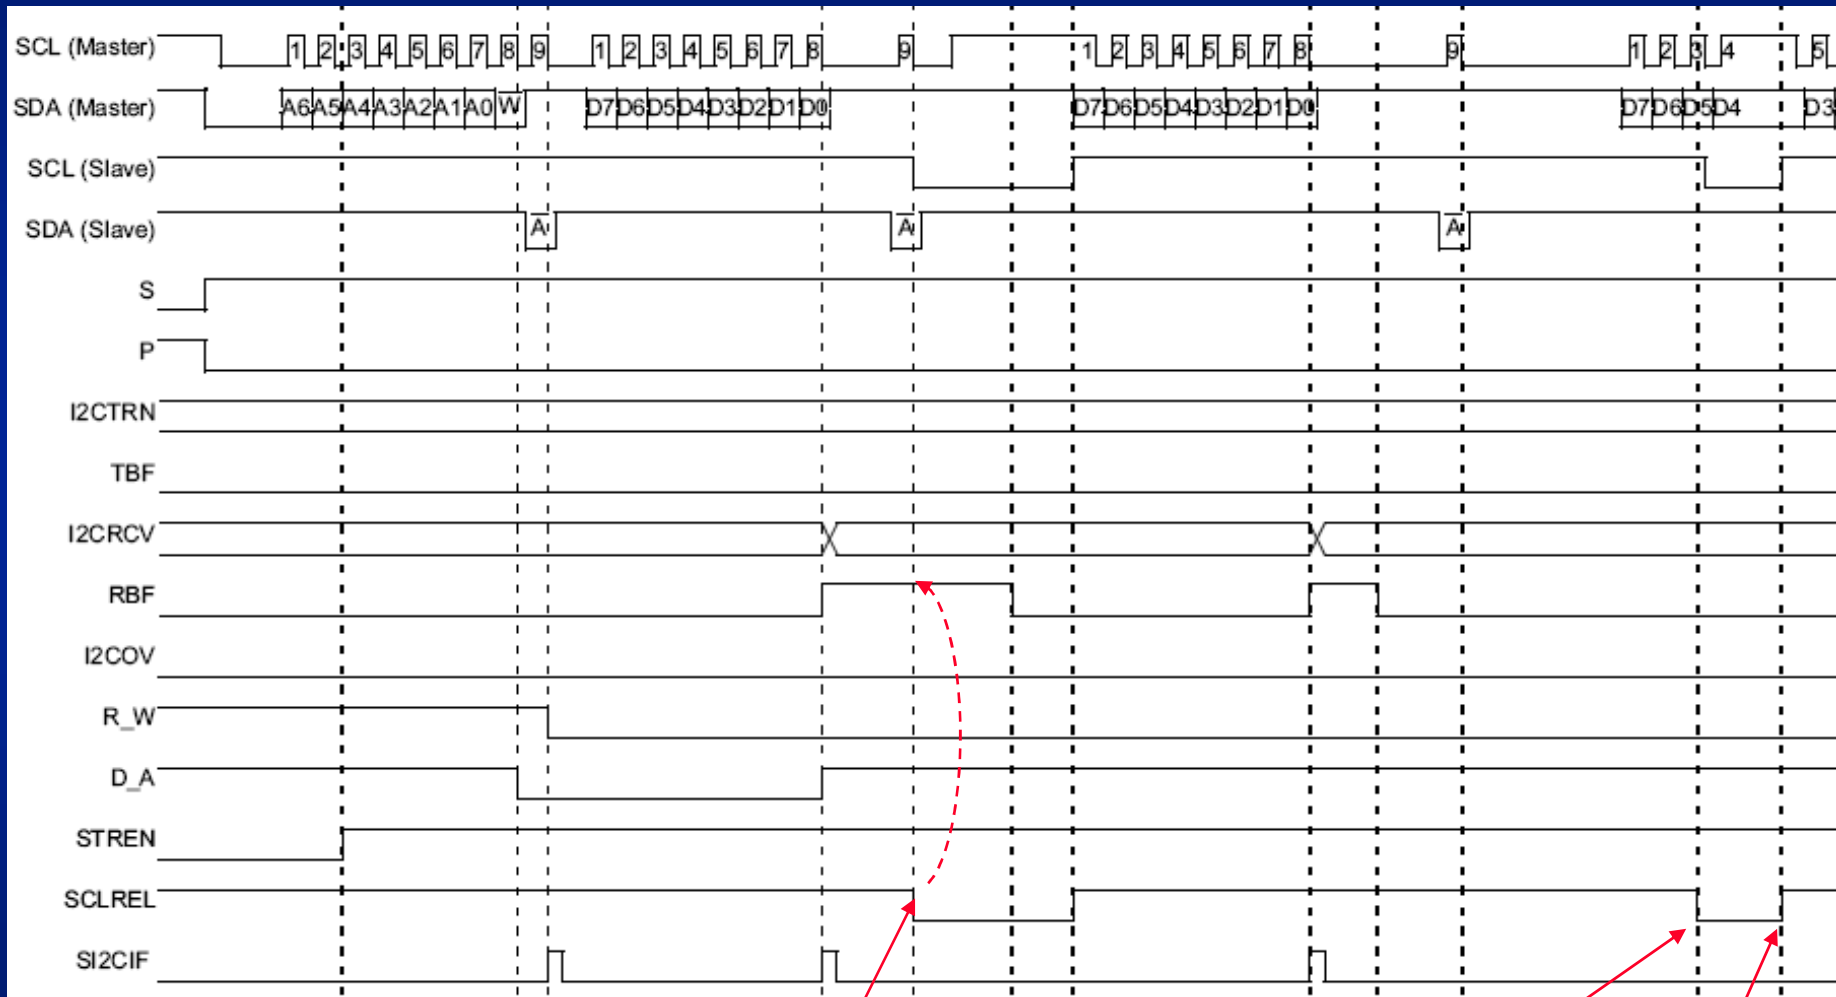 SCL (Master) 1 2 3 4 5 6 7 8 9 1 2 3 4 5 6 7 8 9 1 2 3 4 5 6 7 8 9 1 2 3 4 5
SDA (Master) A6 A5 A4 A3 A2 A1 A0 W̅ D7 D6 D5 D4 D3 D2 D1 D0 D7 D6 D5 D4 D3 D2 D1 D0 D7 D6 D5 D4 D3
SCL (Slave)
SDA (Slave) A̅ A̅ A̅
S
P
I2CTRN
TBF
I2CRCV
RBF
I2COV
R_W
D_A
STREN
SCLREL
SI2CIF